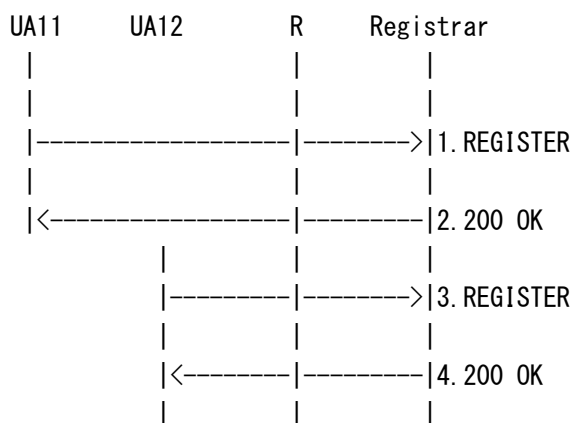 UA11 UA12 R Registrar
1.REGISTER
2.200 OK
3.REGISTER
4.200 OK